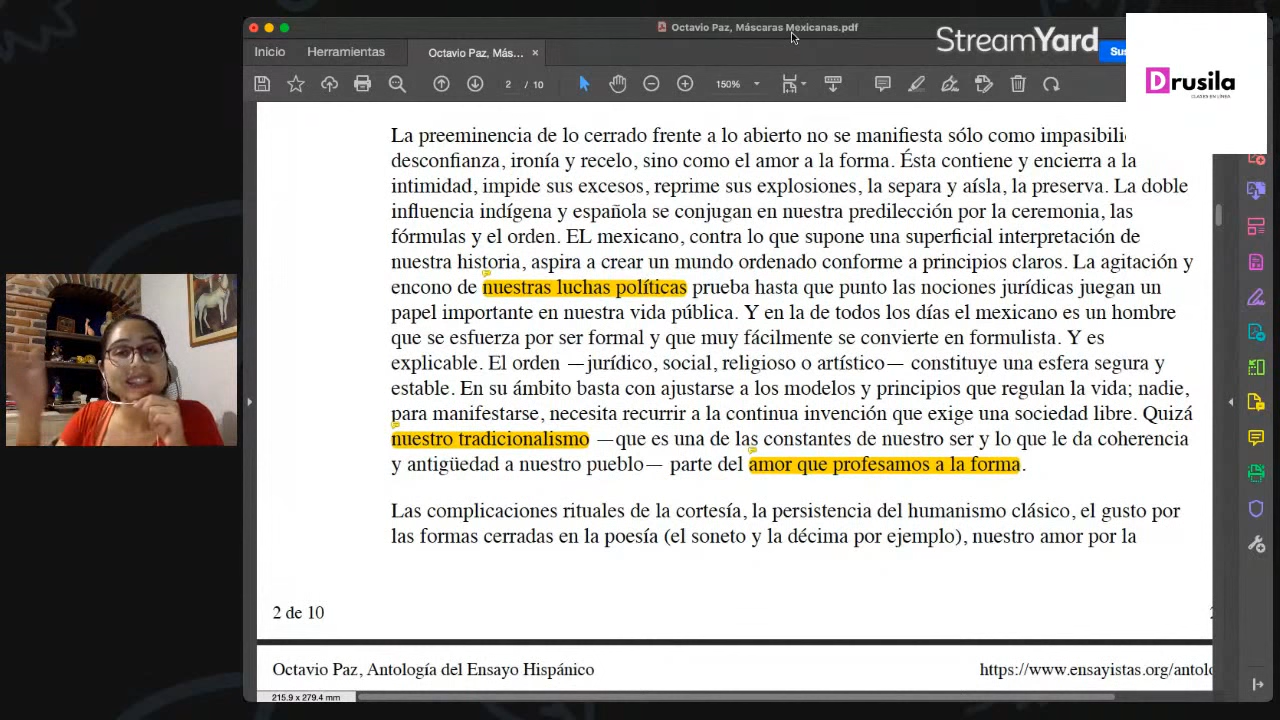 Octavio Paz, Máscaras Mexicanas.pdf
StreamYard
Drusila
CLASES EN LÍNEA
Inicio
Herramientas
Octavio Paz, Más...
2 / 10
150%
La preeminencia de lo cerrado frente a lo abierto no se manifiesta sólo como
desconfianza, ironía y recelo, sino como el amor a la forma. Ésta contiene y encierra a la
intimidad, impide sus excesos, reprime sus explosiones, la separa y aísla, la preserva. La doble
influencia indígena y española se conjugan en nuestra predilección por la ceremonia, las
fórmulas y el orden. EL mexicano, contra lo que supone una superficial interpretación de
nuestra historia, aspira a crear un mundo ordenado conforme a principios claros. La agitación y
encono de nuestras luchas políticas prueba hasta que punto las nociones jurídicas juegan un
papel importante en nuestra vida pública. Y en la de todos los días el mexicano es un hombre
que se esfuerza por ser formal y que muy fácilmente se convierte en formulista. Y es
explicable. El orden —jurídico, social, religioso o artístico— constituye una esfera segura y
estable. En su ámbito basta con ajustarse a los modelos y principios que regulan la vida; nadie,
para manifestarse, necesita recurrir a la continua invención que exige una sociedad libre. Quizá
nuestro tradicionalismo —que es una de las constantes de nuestro ser y lo que le da coherencia
y antigüedad a nuestro pueblo— parte del amor que profesamos a la forma.
Las complicaciones rituales de la cortesía, la persistencia del humanismo clásico, el gusto por
las formas cerradas en la poesía (el soneto y la décima por ejemplo), nuestro amor por la
2 de 10
Octavio Paz, Antología del Ensayo Hispánico
https://www.ensayistas.org/antolo
215.9 x 279.4 mm